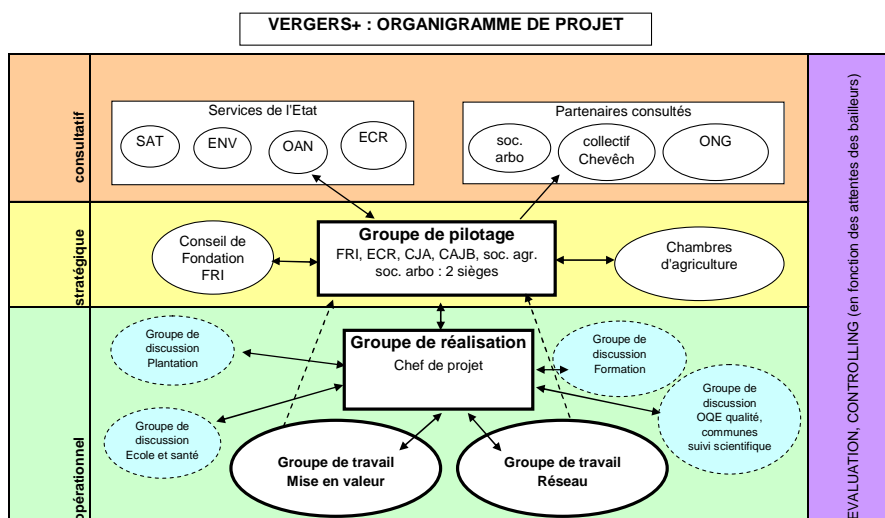 VERGERS+ : ORGANIGRAMME DE PROJET
consultatif
Services de l'Etat
SAT
ENV
OAN
ECR
Partenaires consultés
soc.
arbo
collectif
Chevêch
ONG
stratégique
Conseil de
Fondation
FRI
Groupe de pilotage
FRI, ECR, CJA, CAJB, soc. agr.
soc. arbo : 2 sièges
Chambres
d'agriculture
opérationnel
Groupe de
discussion
Plantation
Groupe de réalisation
Chef de projet
Groupe de
discussion
Formation
Groupe de
discussion
Ecole et santé
Groupe de
discussion
OQE qualité,
communes
suivi scientifique
Groupe de travail
Mise en valeur
Groupe de travail
Réseau
EVALUATION, CONTROLLING (en fonction des attentes des bailleurs)